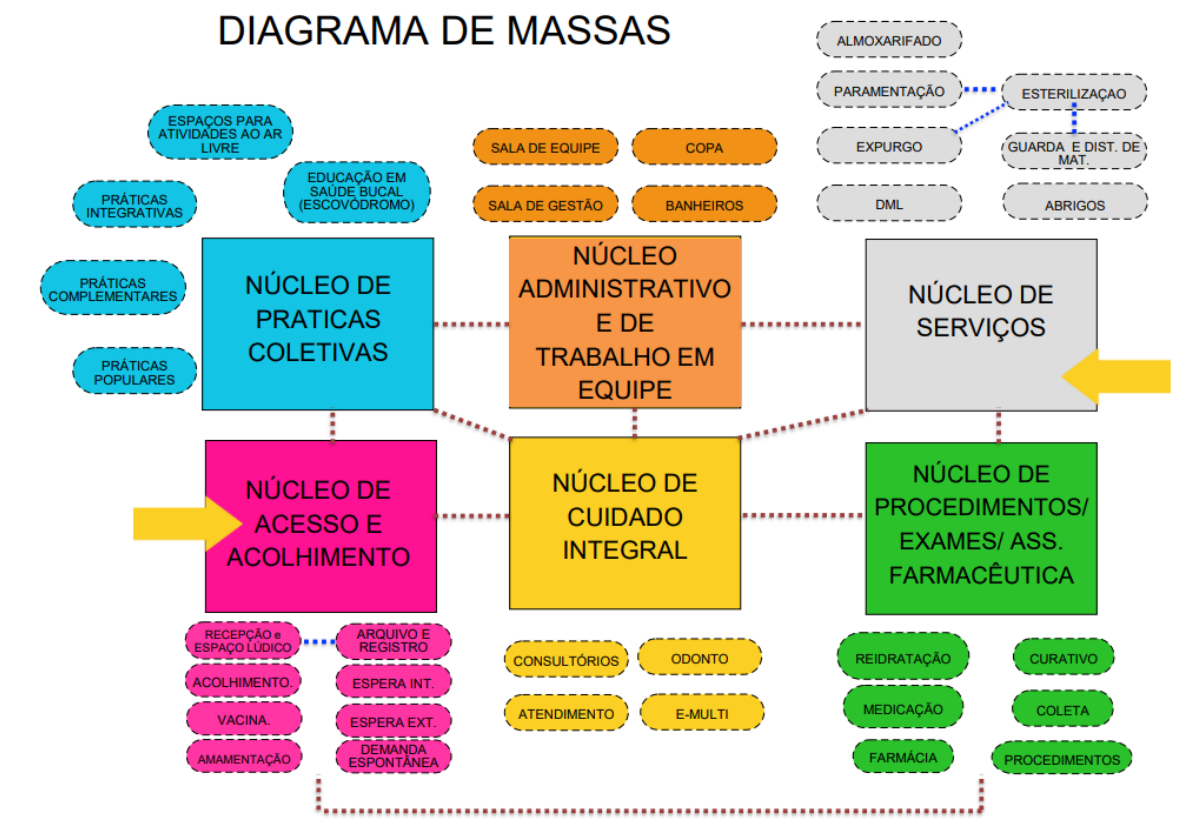 DIAGRAMA DE MASSAS
ALMOXARIFADO
PARAMENTAÇÃO
ESTERILIZAÇAO
EXPURGO
GUARDA E DIST. DE
MAT.
DML
ABRIGOS
ESPAÇOS PARA
ATIVIDADES AO AR
LIVRE
EDUCAÇÃO EM
SAÚDE BUCAL
(ESCOVÓDROMO)
PRÁTICAS
INTEGRATIVAS
PRÁTICAS
COMPLEMENTARES
PRÁTICAS
POPULARES
SALA DE EQUIPE
COPA
SALA DE GESTÃO
BANHEIROS
NÚCLEO DE
PRATICAS
COLETIVAS
NÚCLEO
ADMINISTRATIVO
E DE
TRABALHO EM
EQUIPE
NÚCLEO DE
SERVIÇOS
NÚCLEO DE
ACESSO E
ACOLHIMENTO
NÚCLEO DE
CUIDADO
INTEGRAL
NÚCLEO DE
PROCEDIMENTOS/
EXAMES/ ASS.
FARMACÊUTICA
RECEPÇÃO e
ESPAÇO LÚDICO
ARQUIVO E
REGISTRO
ACOLHIMENTO.
ESPERA INT.
VACINA.
ESPERA EXT.
AMAMENTAÇÃO
DEMANDA
ESPONTÂNEA
CONSULTÓRIOS
ODONTO
ATENDIMENTO
E-MULTI
REIDRATAÇÃO
CURATIVO
MEDICAÇÃO
COLETA
FARMÁCIA
PROCEDIMENTOS